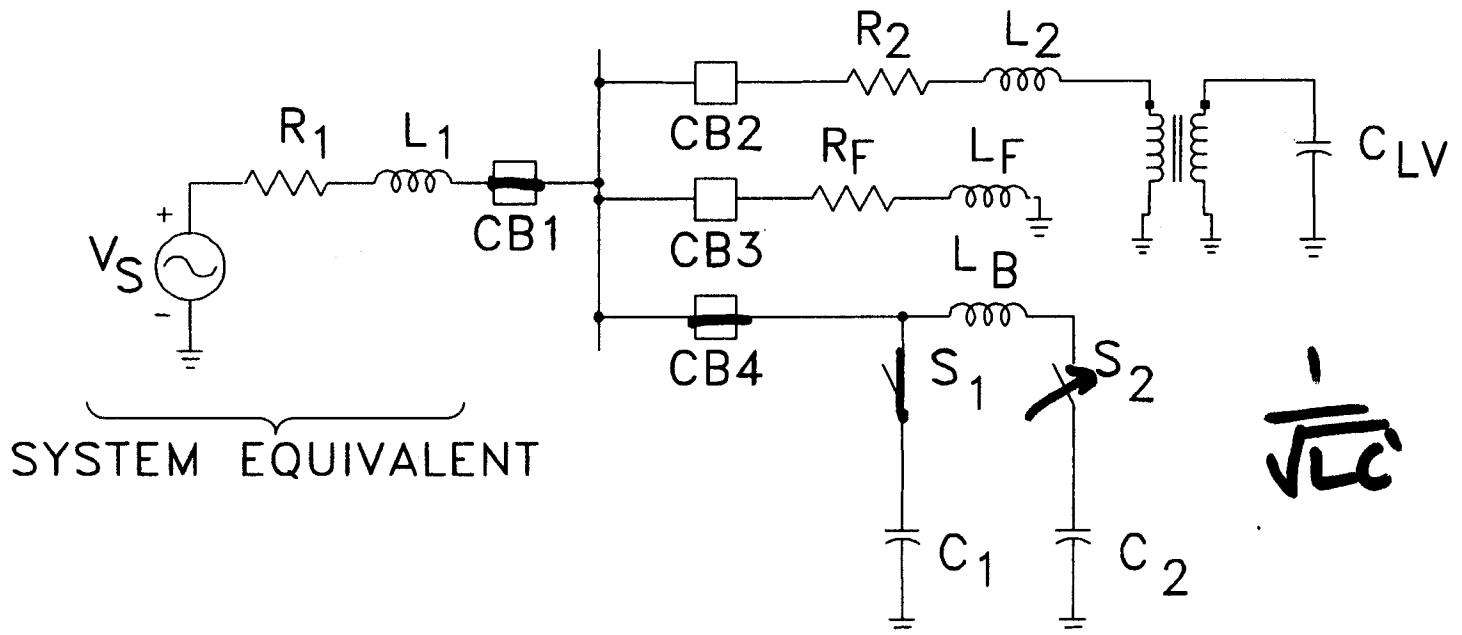 R2
L2
CB2
CLV
R1
L1
CB1
RF
LF
CB3
+
VS
-
LB
CB4
S1
S2
1
√LC
SYSTEM EQUIVALENT
C1
C2